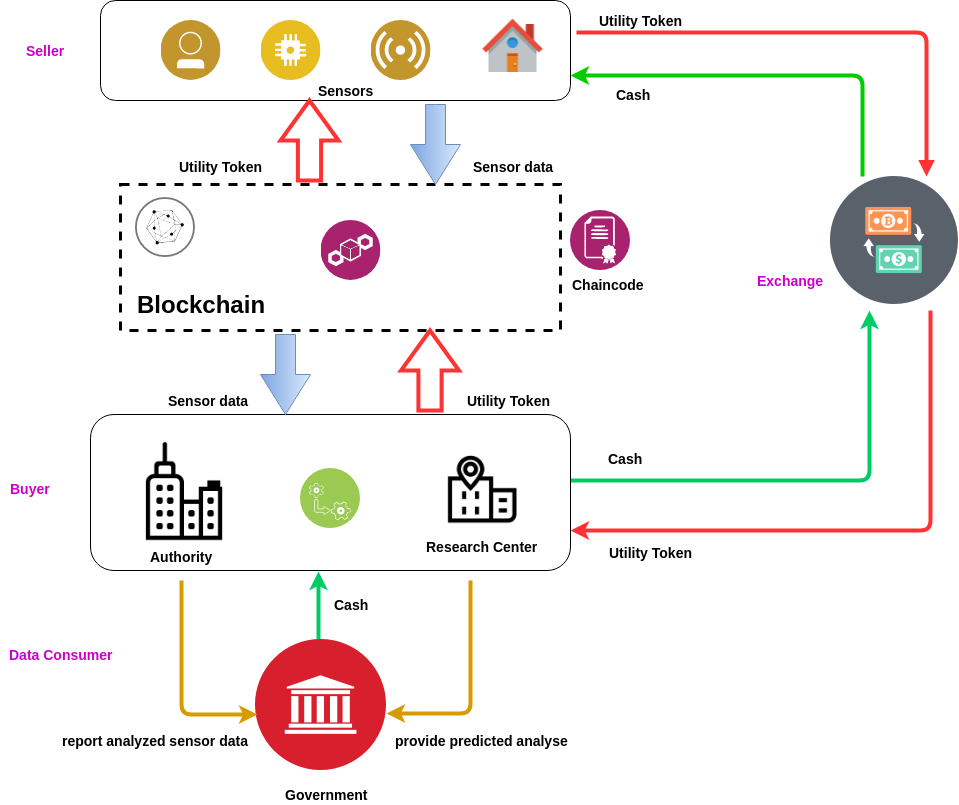 Utility Token
Seller
Sensors
Cash
Utility Token
Sensor data
Blockchain
Chaincode
Exchange
Sensor data
Utility Token
Cash
Buyer
Authority
Research Center
Utility Token
Cash
Data Consumer
report analyzed sensor data
provide predicted analyse
Government